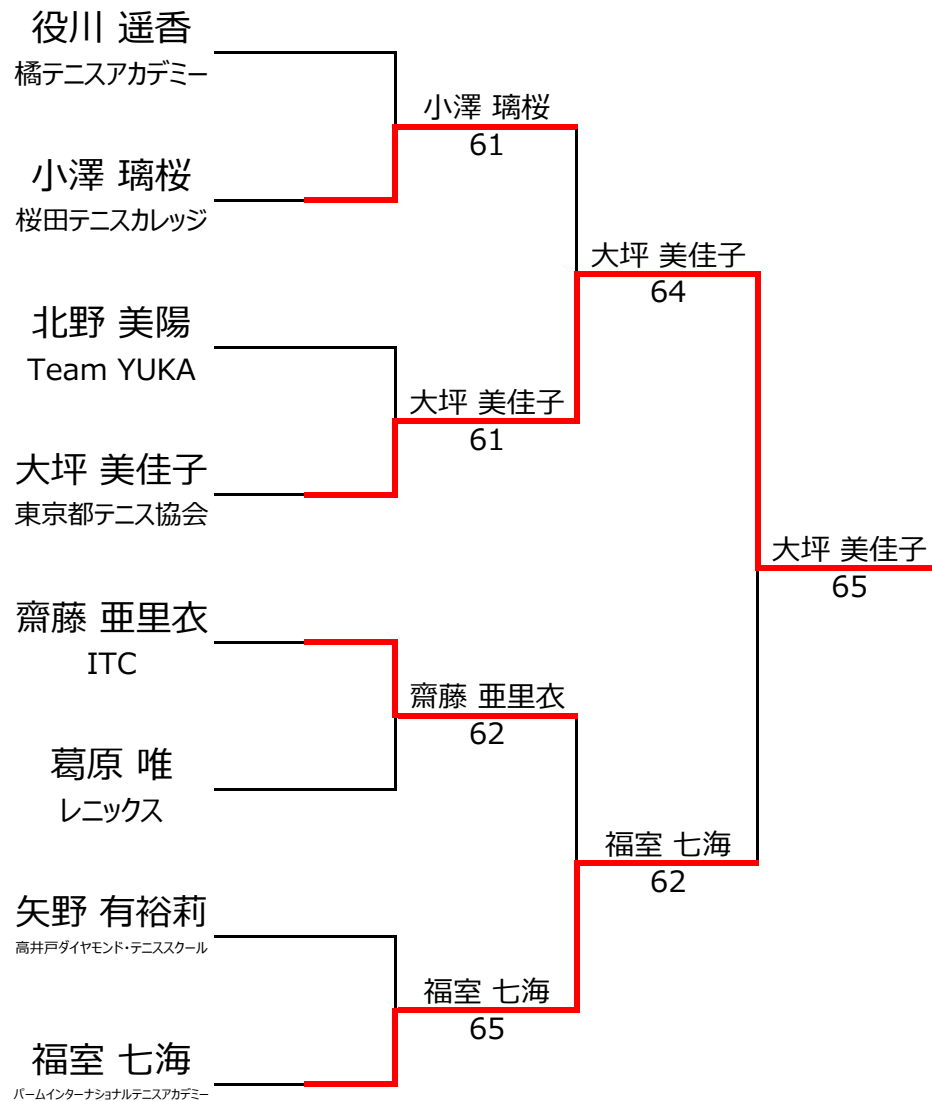 役川 遥香
橘テニスアカデミー
小澤 璃桜
61
小澤 璃桜
桜田テニスカレッジ
大坪 美佳子
64
北野 美陽
Team YUKA
大坪 美佳子
61
大坪 美佳子
東京都テニス協会
大坪 美佳子
65
齋藤 亜里衣
ITC
齋藤 亜里衣
62
葛原 唯
レニックス
福室 七海
62
矢野 有裕莉
高井戸ダイヤモンド・テニススクール
福室 七海
65
福室 七海
パームインターナショナルテニスアカデミー